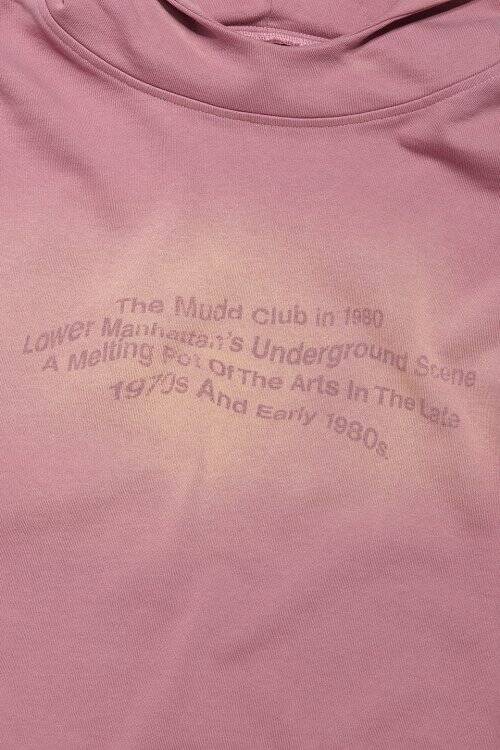 The Mudd Club in 1980
Lower Manhattan's Underground Scene
A Melting Pot Of The Arts In The Late
1970s And Early 1980s.